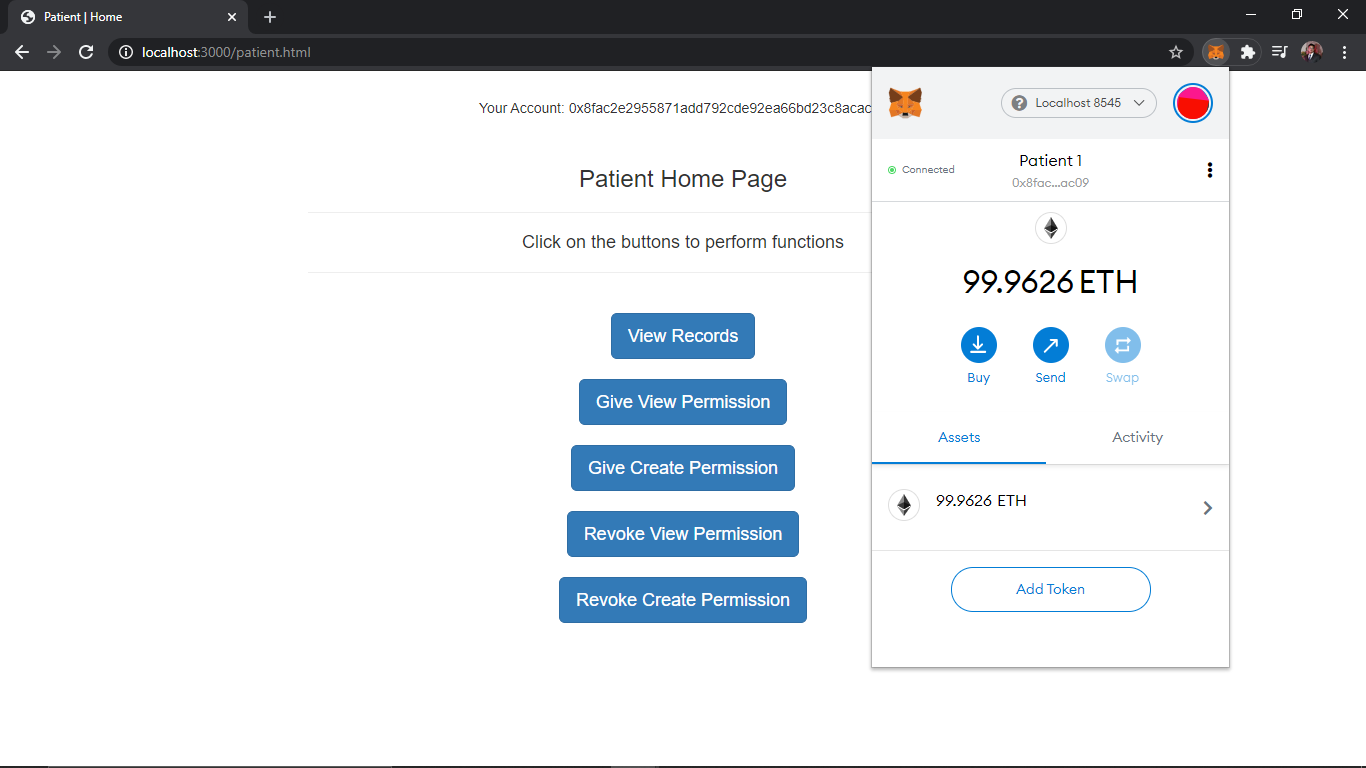 Patient | Home
localhost:3000/patient.html
Your Account: 0x8fac2e2955871add792cde92ea66bd23c8acac
Patient Home Page
Click on the buttons to perform functions
View Records
Give View Permission
Give Create Permission
Revoke View Permission
Revoke Create Permission
Localhost 8545
Connected
Patient 1
0x8fac...ac09
99.9626 ETH
Buy
Send
Swap
Assets
Activity
99.9626 ETH
Add Token